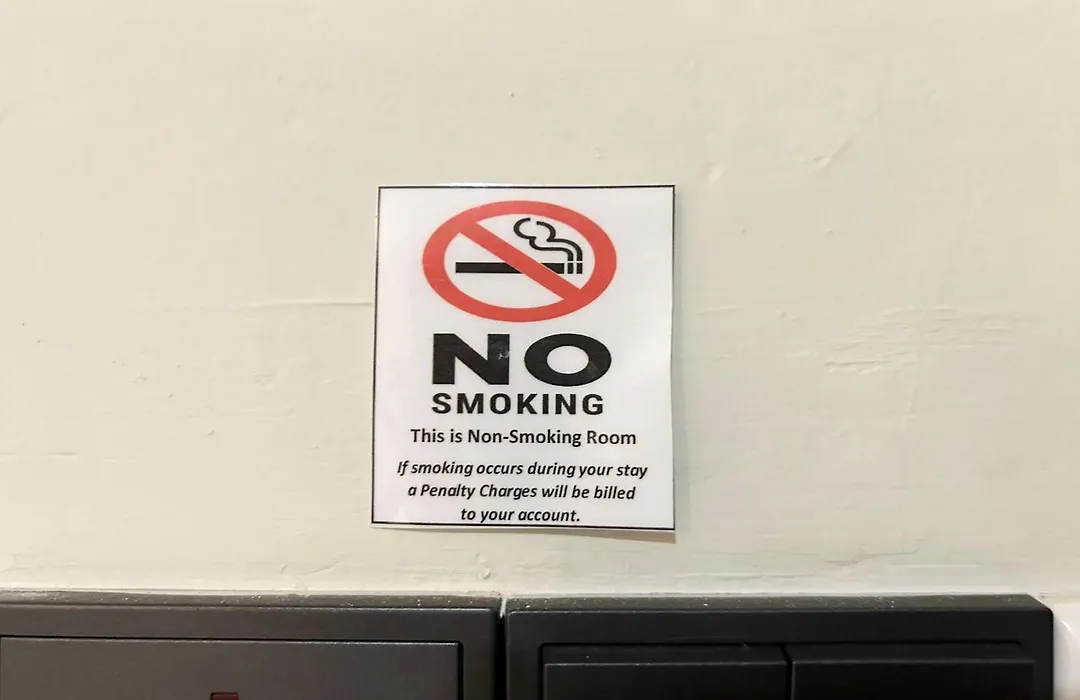 NO
SMOKING
This is Non-Smoking Room
If smoking occurs during your stay
a Penalty Charges will be billed
to your account.